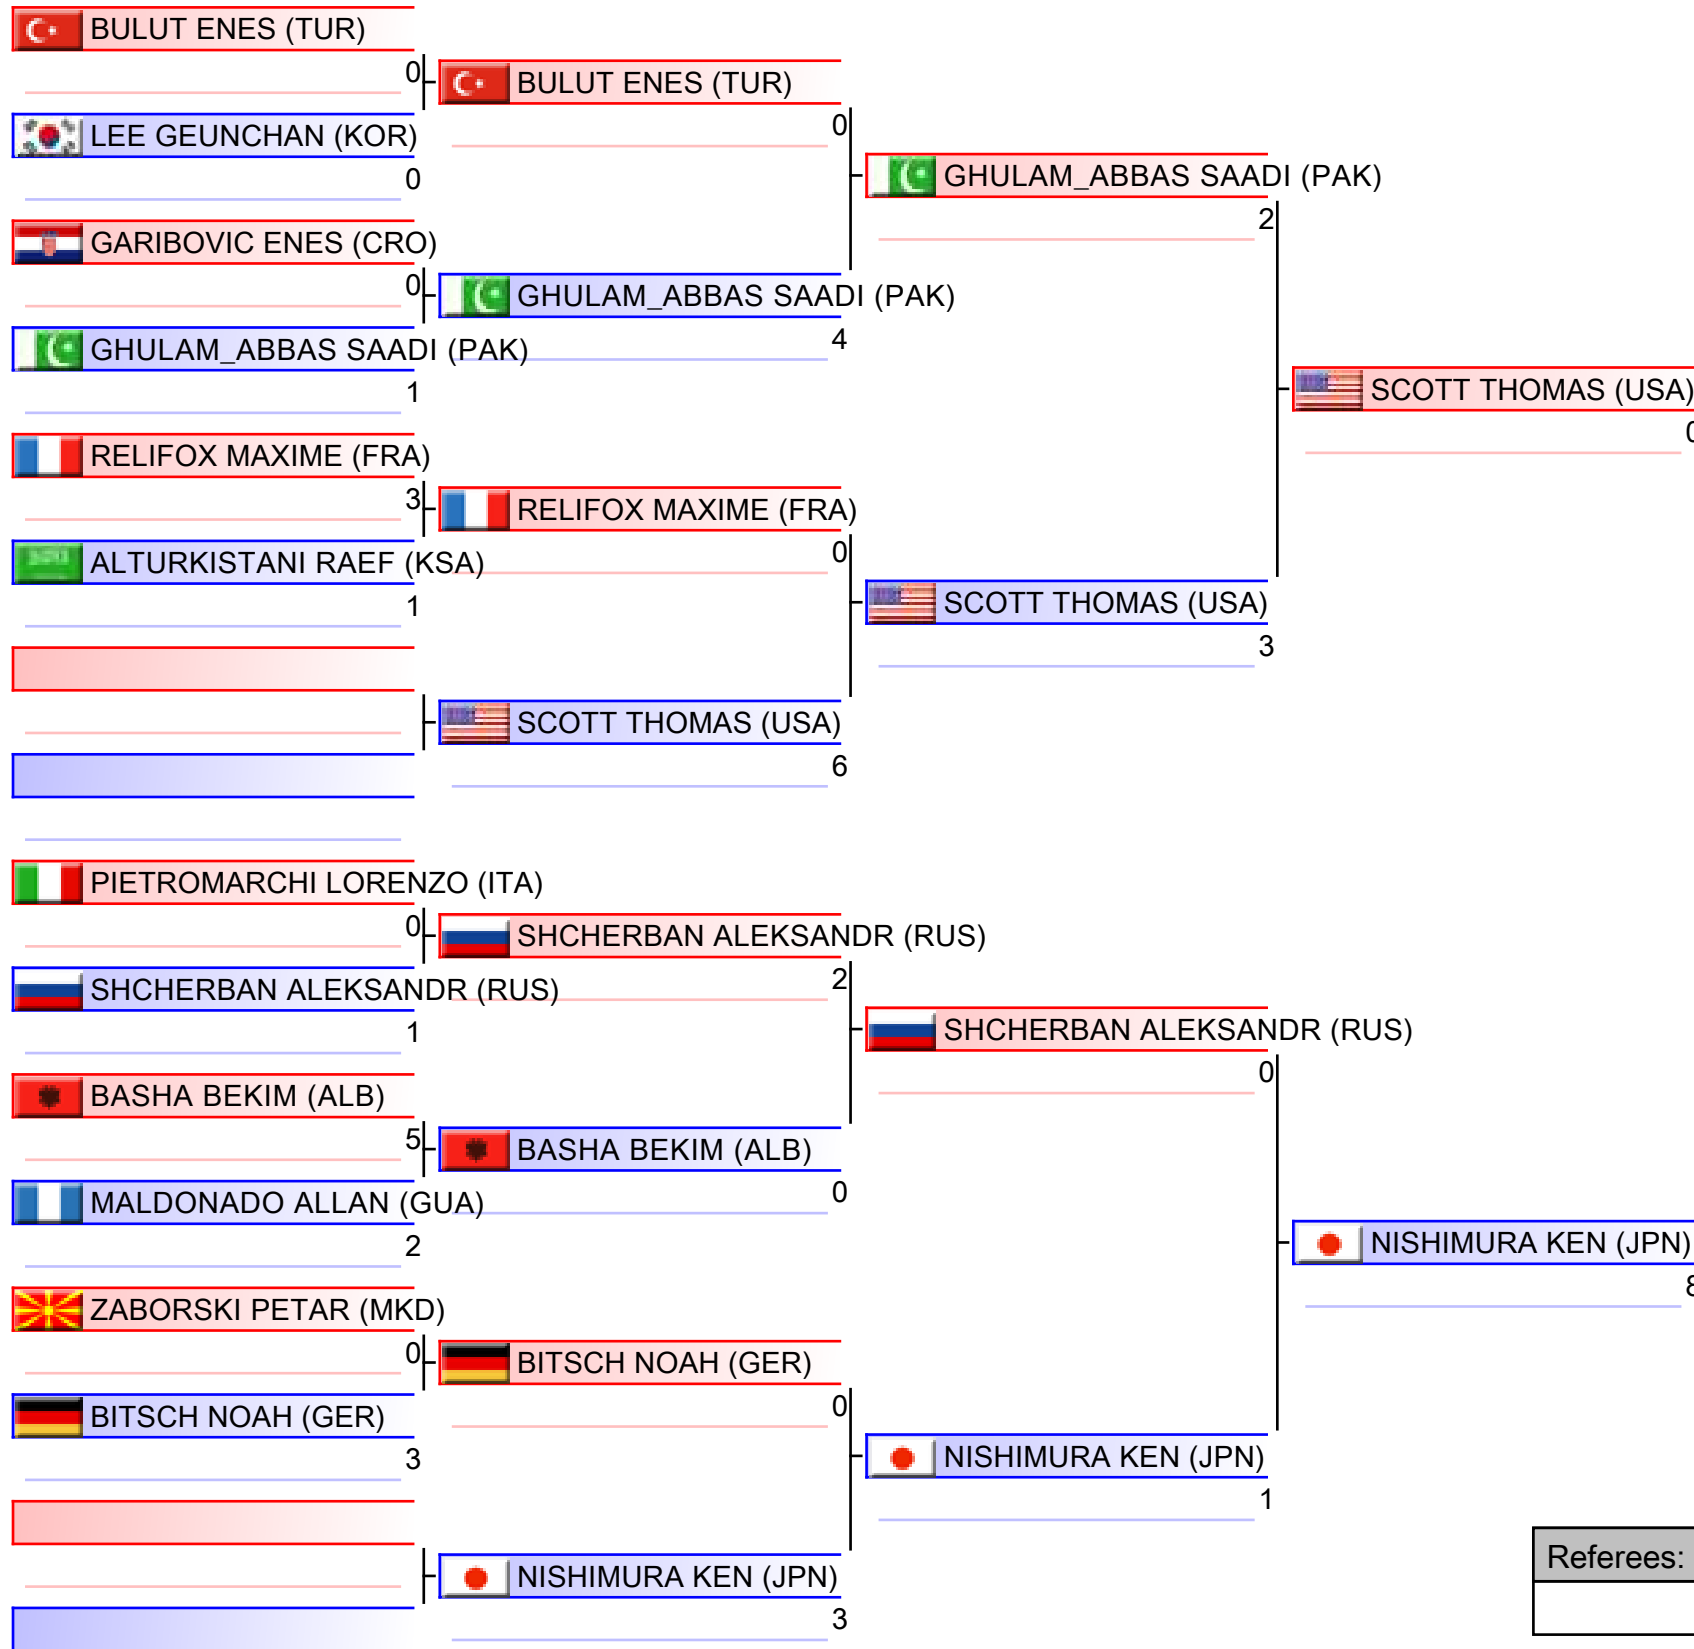 BULUT ENES (TUR)
0
LEE GEUNCHAN (KOR)
0
GARIBOVIC ENES (CRO)
0
GHULAM_ABBAS SAADI (PAK)
1
RELIFOX MAXIME (FRA)
3
ALTURKISTANI RAEF (KSA)
1
PIETROMARCHI LORENZO (ITA)
0
SHCHERBAN ALEKSANDR (RUS)
1
BASHA BEKIM (ALB)
5
MALDONADO ALLAN (GUA)
2
ZABORSKI PETAR (MKD)
0
BITSCH NOAH (GER)
3
BULUT ENES (TUR)
0
GHULAM_ABBAS SAADI (PAK)
4
RELIFOX MAXIME (FRA)
0
SCOTT THOMAS (USA)
6
SHCHERBAN ALEKSANDR (RUS)
2
BASHA BEKIM (ALB)
0
BITSCH NOAH (GER)
0
NISHIMURA KEN (JPN)
3
GHULAM_ABBAS SAADI (PAK)
2
SCOTT THOMAS (USA)
3
SHCHERBAN ALEKSANDR (RUS)
0
NISHIMURA KEN (JPN)
1
SCOTT THOMAS (USA)
0
NISHIMURA KEN (JPN)
8
Referees: